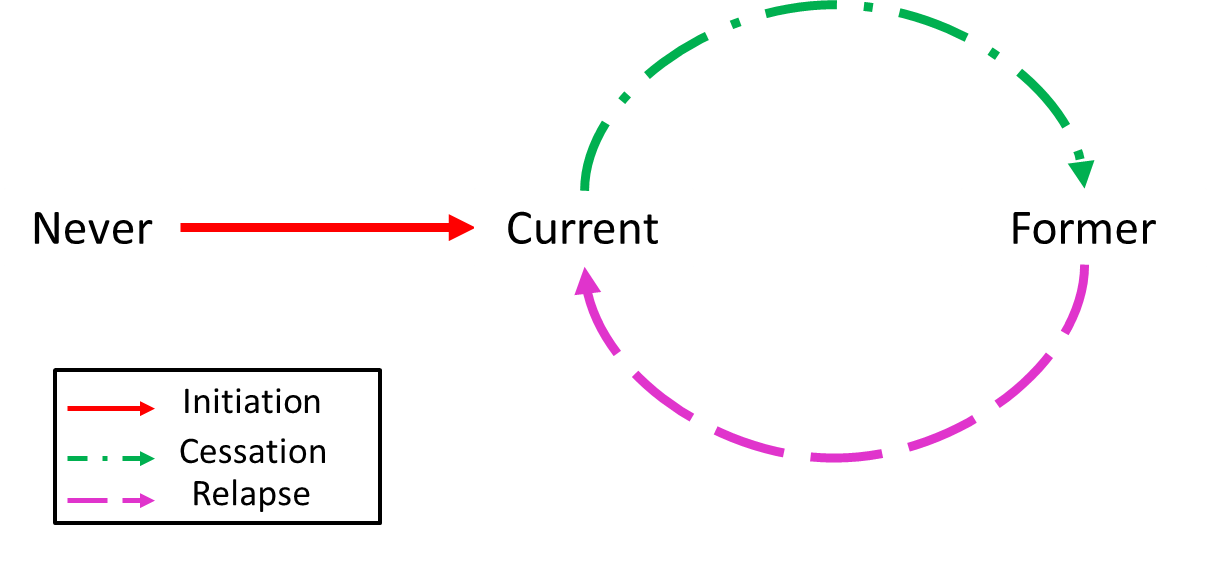 Never
Current
Former
Initiation
Cessation
Relapse